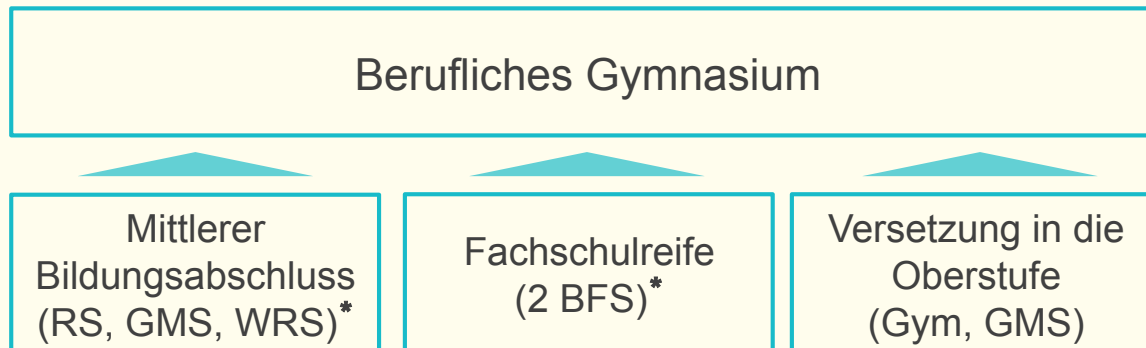 Berufliches Gymnasium
Mittlerer
Bildungsabschluss
(RS, GMS, WRS)*
Fachschulreife
(2 BFS)*
Versetzung in die
Oberstufe
(Gym, GMS)